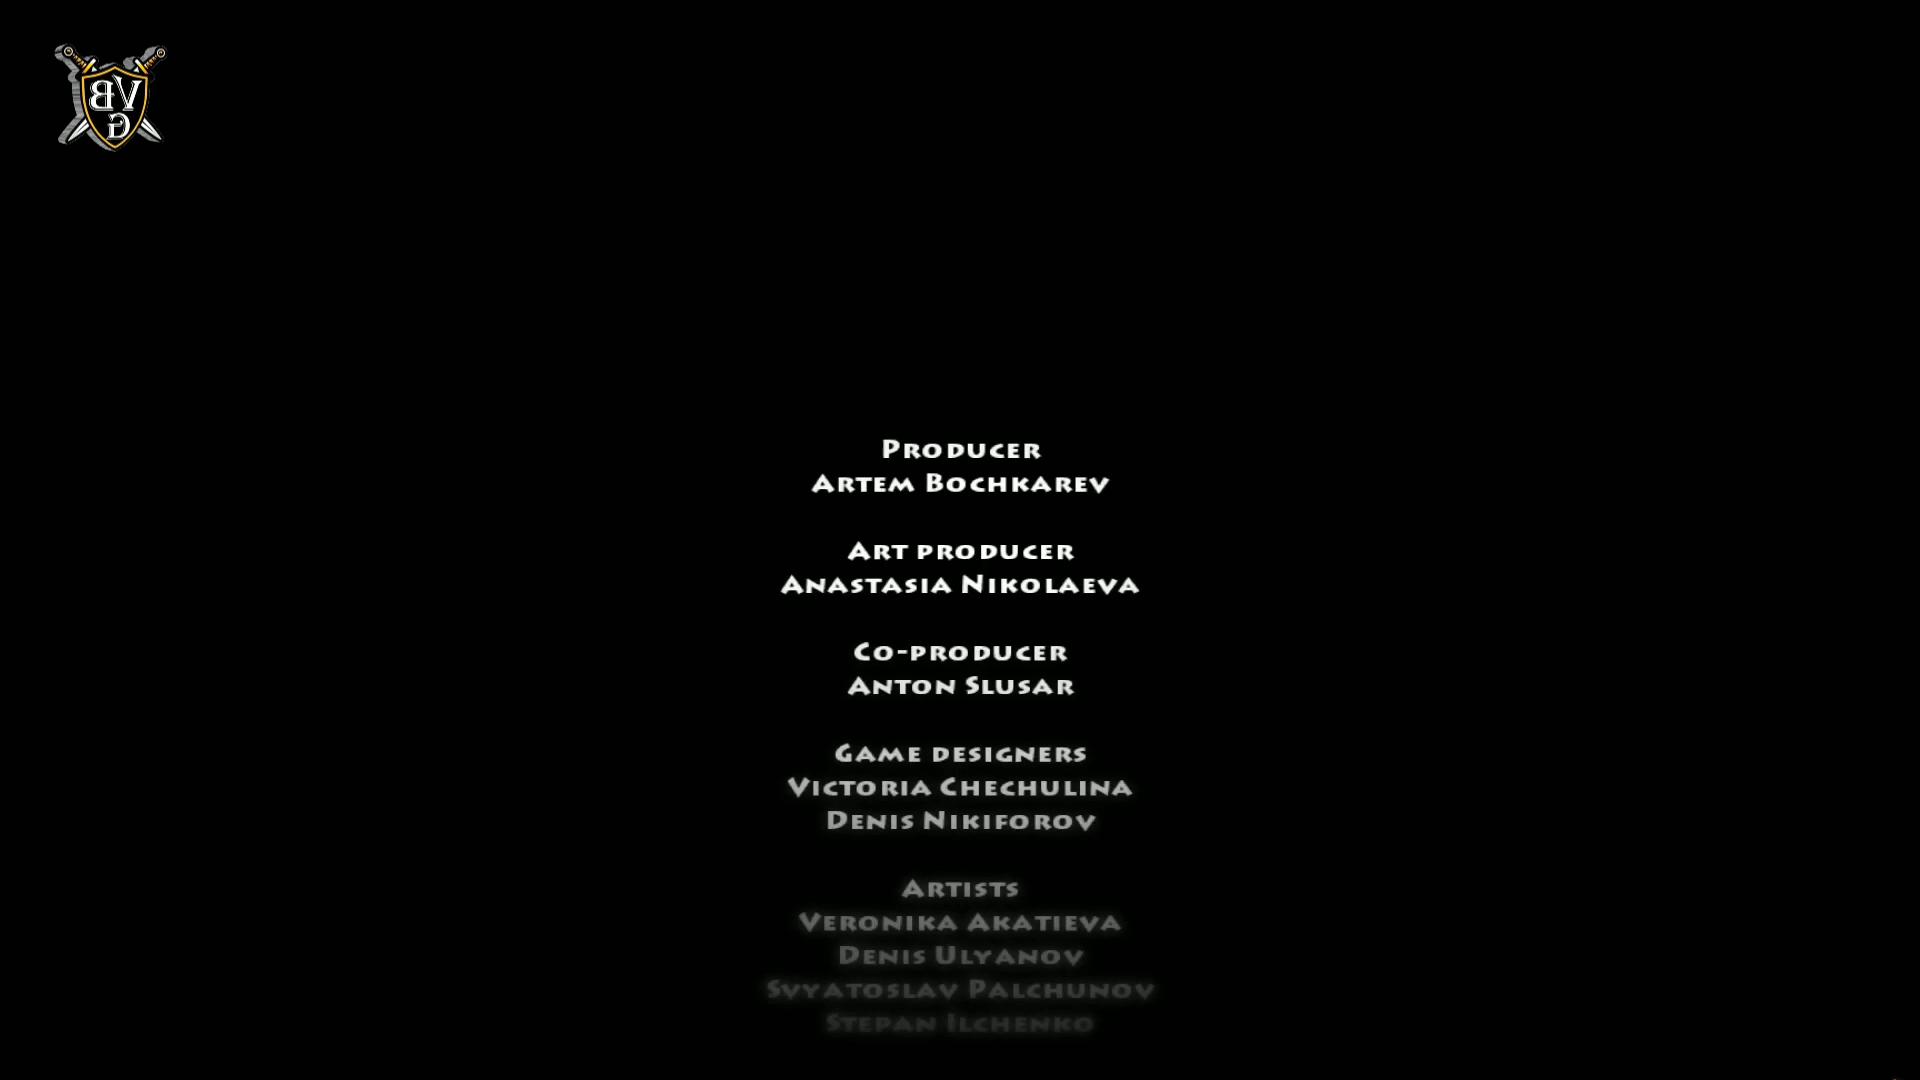 VB
G
Producer
Artem Bochkarev
Art producer
Anastasia Nikolaeva
Co-producer
Anton Slusar
Game designers
Victoria Chechulina
Denis Nikiforov
Artists
Veronika Akatieva
Denis Ulyanov
Svyatoslav Palchunov
Stepan Ilchenko